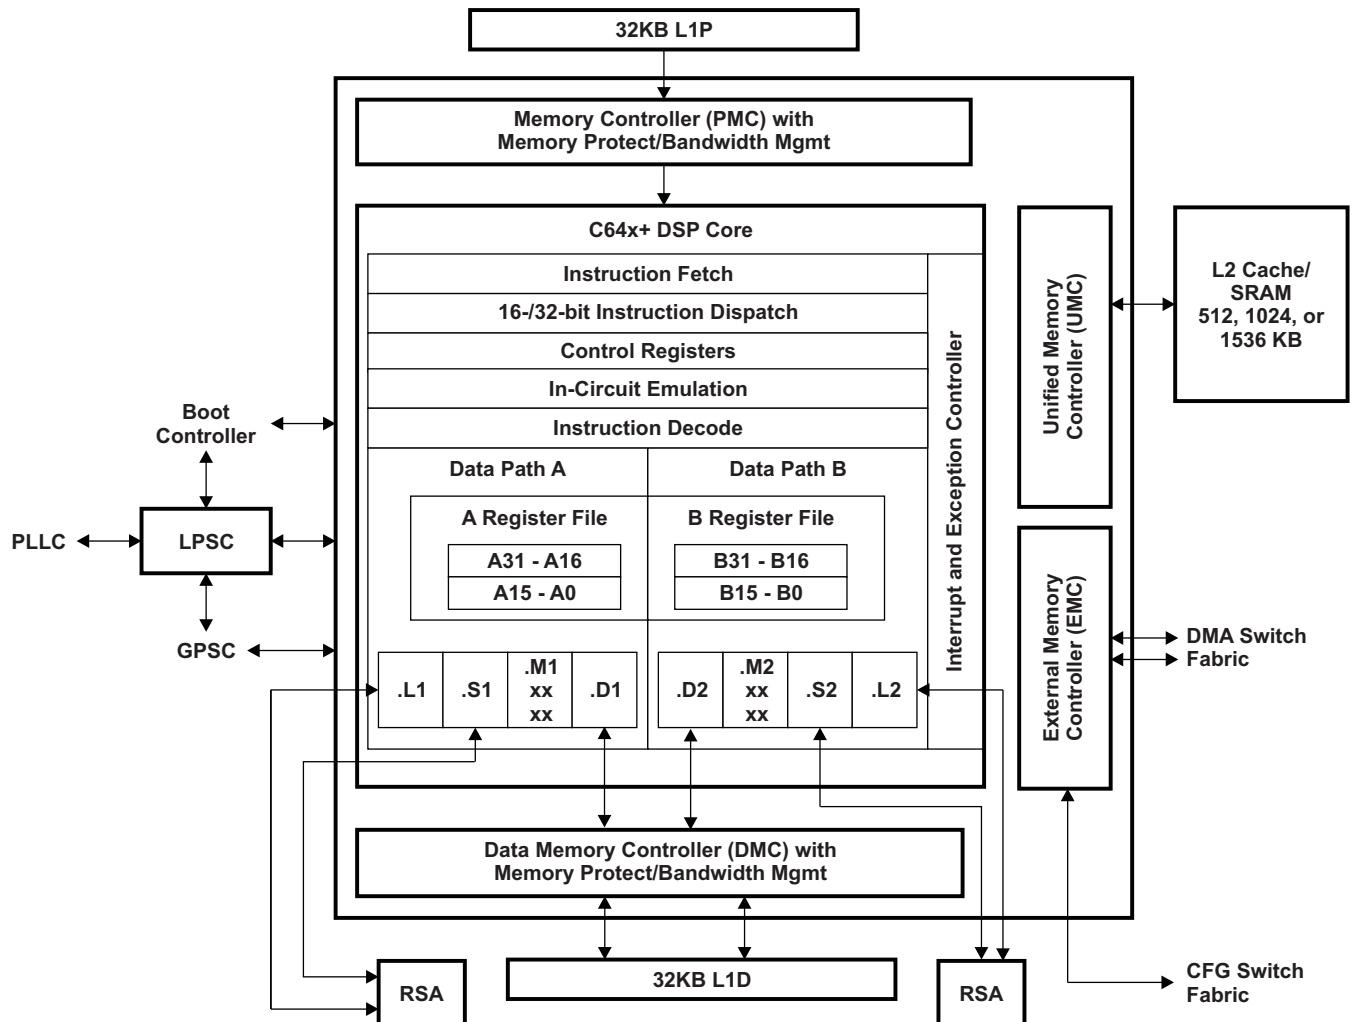 32KB L1P
Memory Controller (PMC) with
Memory Protect/Bandwidth Mgmt
C64x+ DSP Core
Instruction Fetch
16-/32-bit Instruction Dispatch
Control Registers
In-Circuit Emulation
Instruction Decode
Data Path A
Data Path B
A Register File
B Register File
A31 - A16
A15 - A0
B31 - B16
B15 - B0
.L1
.S1
.M1
xx
xx
.D1
.D2
.M2
xx
xx
.S2
.L2
Interrupt and Exception Controller
Unified Memory
Controller (UMC)
L2 Cache/
SRAM
512, 1024, or
1536 KB
External Memory
Controller (EMC)
DMA Switch
Fabric
CFG Switch
Fabric
Boot
Controller
PLLC
LPSC
GPSC
Data Memory Controller (DMC) with
Memory Protect/Bandwidth Mgmt
RSA
32KB L1D
RSA